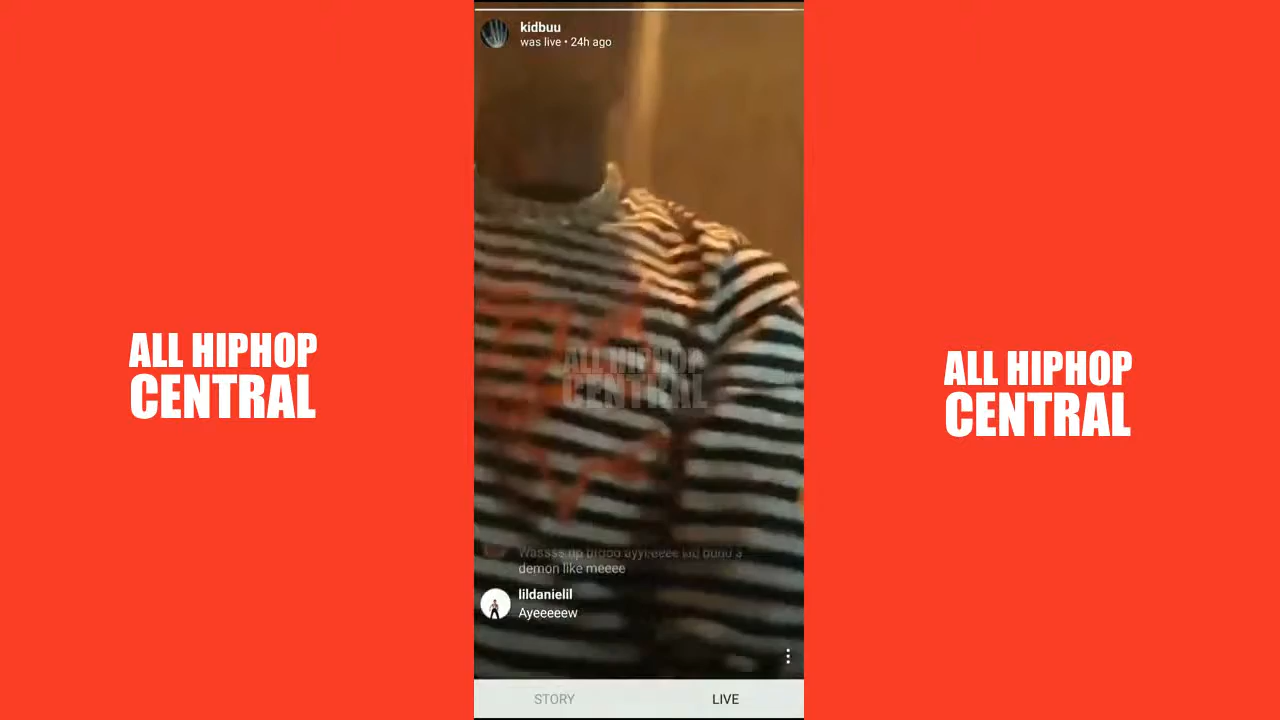 kidbuu
was live • 24h ago
ALL HIPHOP
CENTRAL
ALL HIPHOP
CENTRAL
ALL HIPHOP
CENTRAL
demon like meeee
lildanielil
Ayeeeeew
STORY
LIVE